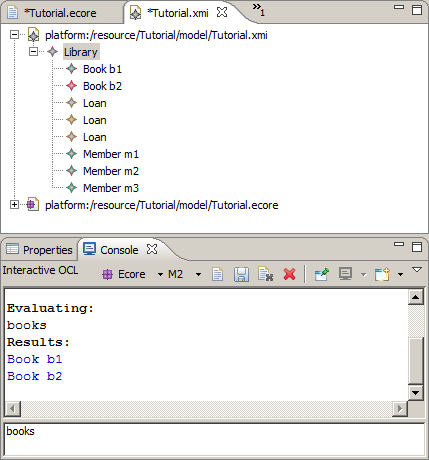 *Tutorial.ecore
*Tutorial.xmi
1
platform:/resource/Tutorial/model/Tutorial.xmi
Library
Book b1
Book b2
Loan
Loan
Loan
Member m1
Member m2
Member m3
platform:/resource/Tutorial/model/Tutorial.ecore
Properties
Console
Interactive OCL
Ecore
M2
Evaluating:
books
Results:
Book b1
Book b2
books